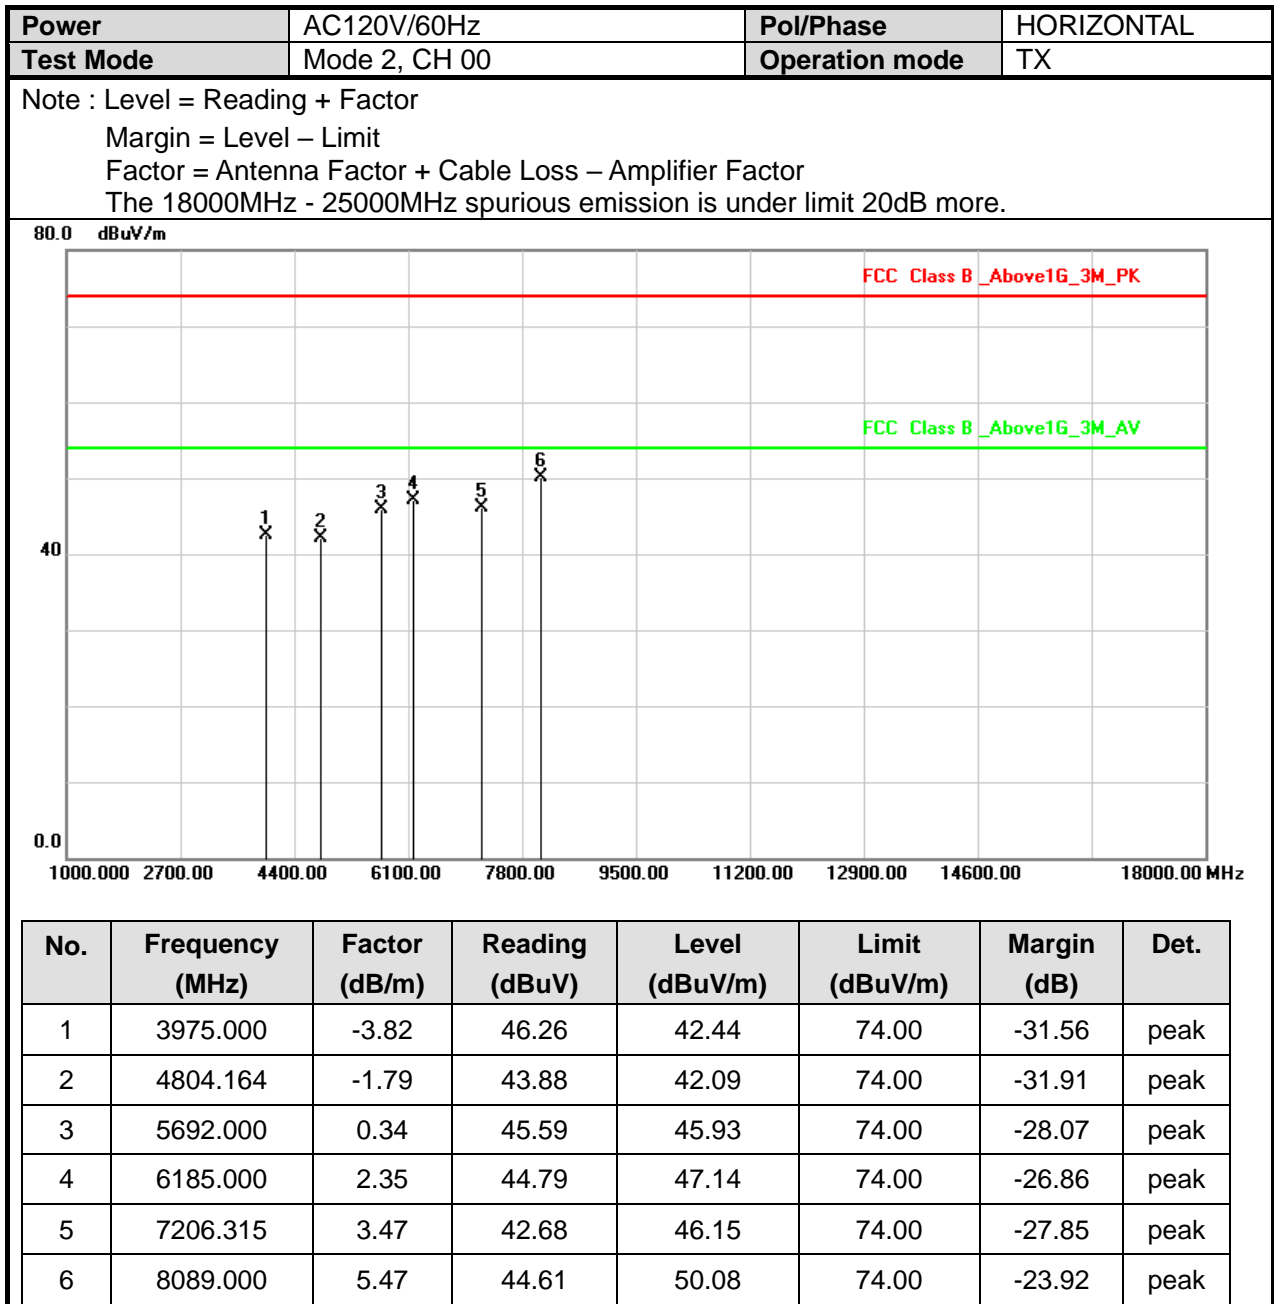 Power AC120V/60Hz Pol/Phase HORIZONTAL
Test Mode Mode 2, CH 00 Operation mode TX
Note : Level = Reading + Factor
Margin = Level – Limit
Factor = Antenna Factor + Cable Loss – Amplifier Factor
The 18000MHz - 25000MHz spurious emission is under limit 20dB more.
80.0 dBuV/m
FCC Class B _Above1G_3M_PK
FCC Class B _Above1G_3M_AV
6
3 4 5
1 2
40
0.0
1000.000 2700.00 4400.00 6100.00 7800.00 9500.00 11200.00 12900.00 14600.00 18000.00 MHz
No. Frequency Factor Reading Level Limit Margin Det.
(MHz) (dB/m) (dBuV) (dBuV/m) (dBuV/m) (dB)
1 3975.000 -3.82 46.26 42.44 74.00 -31.56 peak
2 4804.164 -1.79 43.88 42.09 74.00 -31.91 peak
3 5692.000 0.34 45.59 45.93 74.00 -28.07 peak
4 6185.000 2.35 44.79 47.14 74.00 -26.86 peak
5 7206.315 3.47 42.68 46.15 74.00 -27.85 peak
6 8089.000 5.47 44.61 50.08 74.00 -23.92 peak